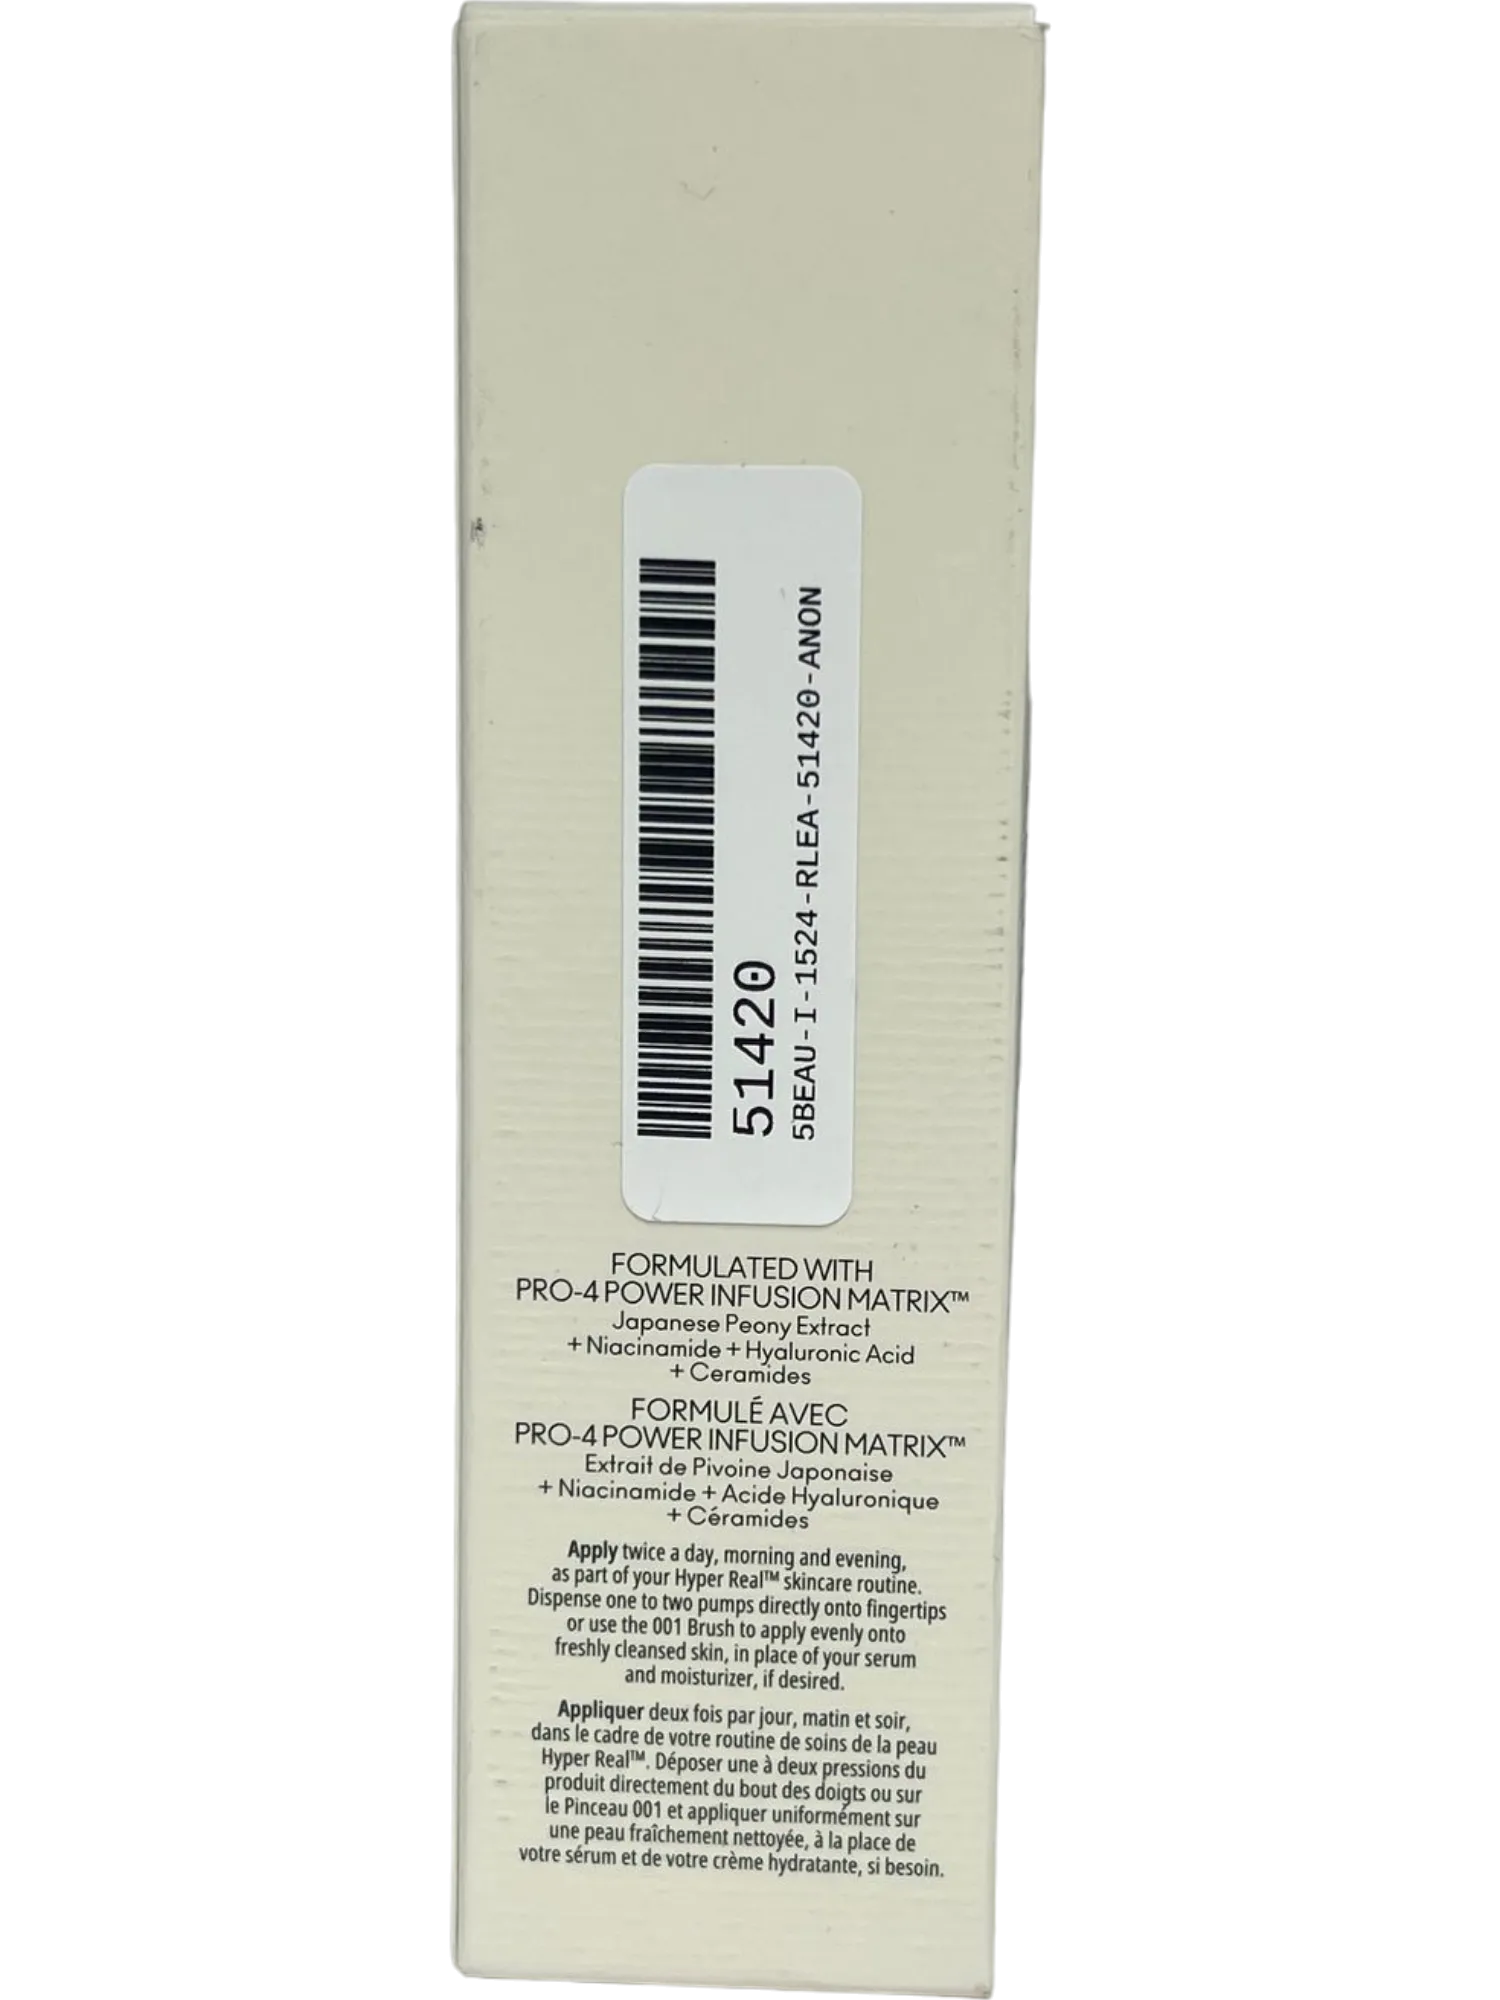 51420
5BEAU-I-1524-RLEA-51420-ANON
FORMULATED WITH
PRO-4 POWER INFUSION MATRIX™
Japanese Peony Extract
+ Niacinamide + Hyaluronic Acid
+ Ceramides
FORMULÉ AVEC
PRO-4 POWER INFUSION MATRIX™
Extrait de Pivoine Japonaise
+ Niacinamide + Acide Hyaluronique
+ Céramides
Apply twice a day, morning and evening,
as part of your Hyper Real™ skincare routine.
Dispense one to two pumps directly onto fingertips
or use the 001 Brush to apply evenly onto
freshly cleansed skin, in place of your serum
and moisturizer, if desired.
Appliquer deux fois par jour, matin et soir,
dans le cadre de votre routine de soins de la peau
Hyper Real™. Déposer une à deux pressions du
produit directement du bout des doigts ou sur
le Pinceau 001 et appliquer uniformément sur
une peau fraîchement nettoyée, à la place de
votre sérum et de votre crème hydratante, si besoin.